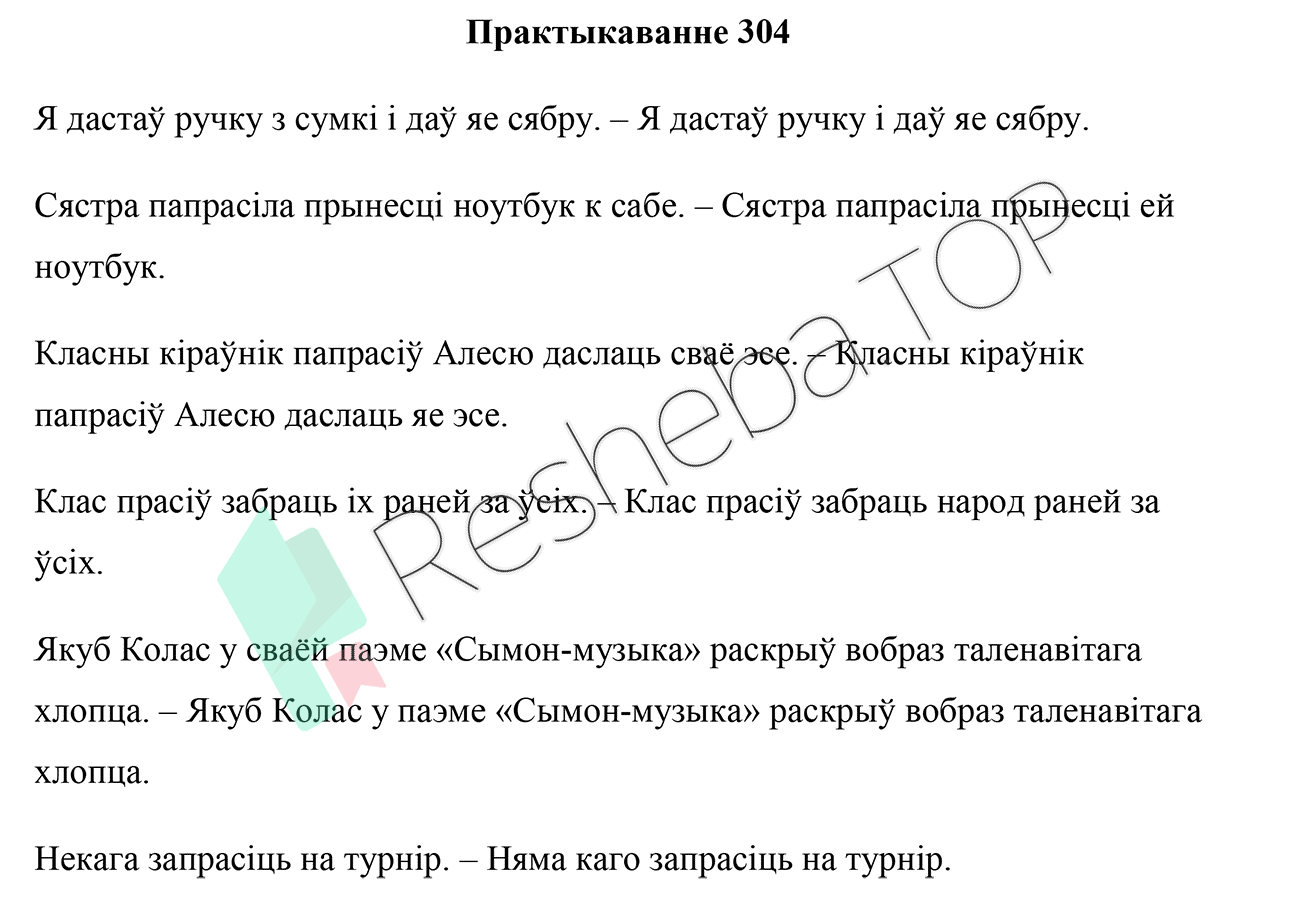 Практыкаванне 304
Я дастаў ручку з сумкі і даў яе сябру. – Я дастаў ручку і даў яе сябру.
Сястра папрасіла прынесці ноутбук к сабе. – Сястра папрасіла прынесці ей
ноутбук.
Класны кіраўнік папрасіў Алесю даслаць сваё эсе. – Класны кіраўнік
папрасіў Алесю даслаць яе эсе.
Клас прасіў забраць іх раней за ўсіх. – Клас прасіў забраць народ раней за
ўсіх.
Якуб Колас у сваёй паэме «Сымон-музыка» раскрыў вобраз таленавітага
хлопца. – Якуб Колас у паэме «Сымон-музыка» раскрыў вобраз таленавітага
хлопца.
Некага запрасіць на турнір. – Няма каго запрасіць на турнір.
Resheba TOP